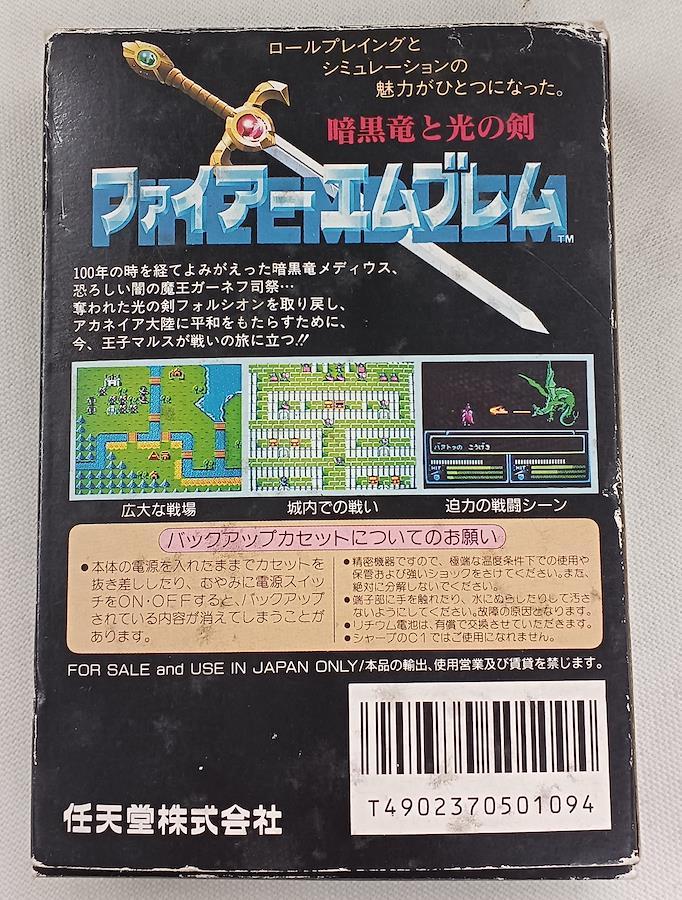 ロールプレイングと
シミュレーションの
魅力がひとつになった。
暗黒竜と光の剣
ファイアーエムブレム
FIRE EMBLEM
TM
100年の時を経てよみがえった暗黒竜メディウス、
恐ろしい闇の魔王ガーネフ司祭…
奪われた光の剣フォルシオンを取り戻し、
アカネイア大陸に平和をもたらすために、
今、王子マルスが戦いの旅に立つ!!
バヌトゥの こうげき
HIT
HIT
広大な戦場
城内での戦い
迫力の戦闘シーン
バックアップカセットについてのお願い
●本体の電源を入れたままでカセットを
抜き差ししたり、むやみに電源スイッ
チをON・OFFすると、バックアップ
されている内容が消えてしまうことが
あります。
●精密機器ですので、極端な温度条件下での使用や
保管および強いショックをさけてください。また、
絶対に分解しないでください。
●端子部に手を触れたり、水にぬらしたりして汚さ
ないようにしてください。故障の原因となります。
●リチウム電池は、有償で交換させていただきます。
●シャープのC1ではご使用になれません。
FOR SALE and USE IN JAPAN ONLY/本品の輸出、使用営業及び賃貸を禁じます。
任天堂株式会社
T4902370501094